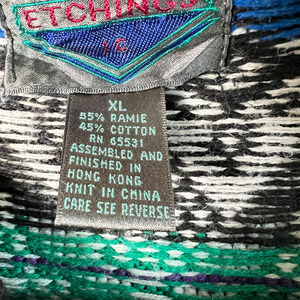 ETCHINGS
XL
55% RAMIE
45% COTTON
RN 65531
ASSEMBLED AND
FINISHED IN
HONG KONG
KNIT IN CHINA
CARE SEE REVERSE